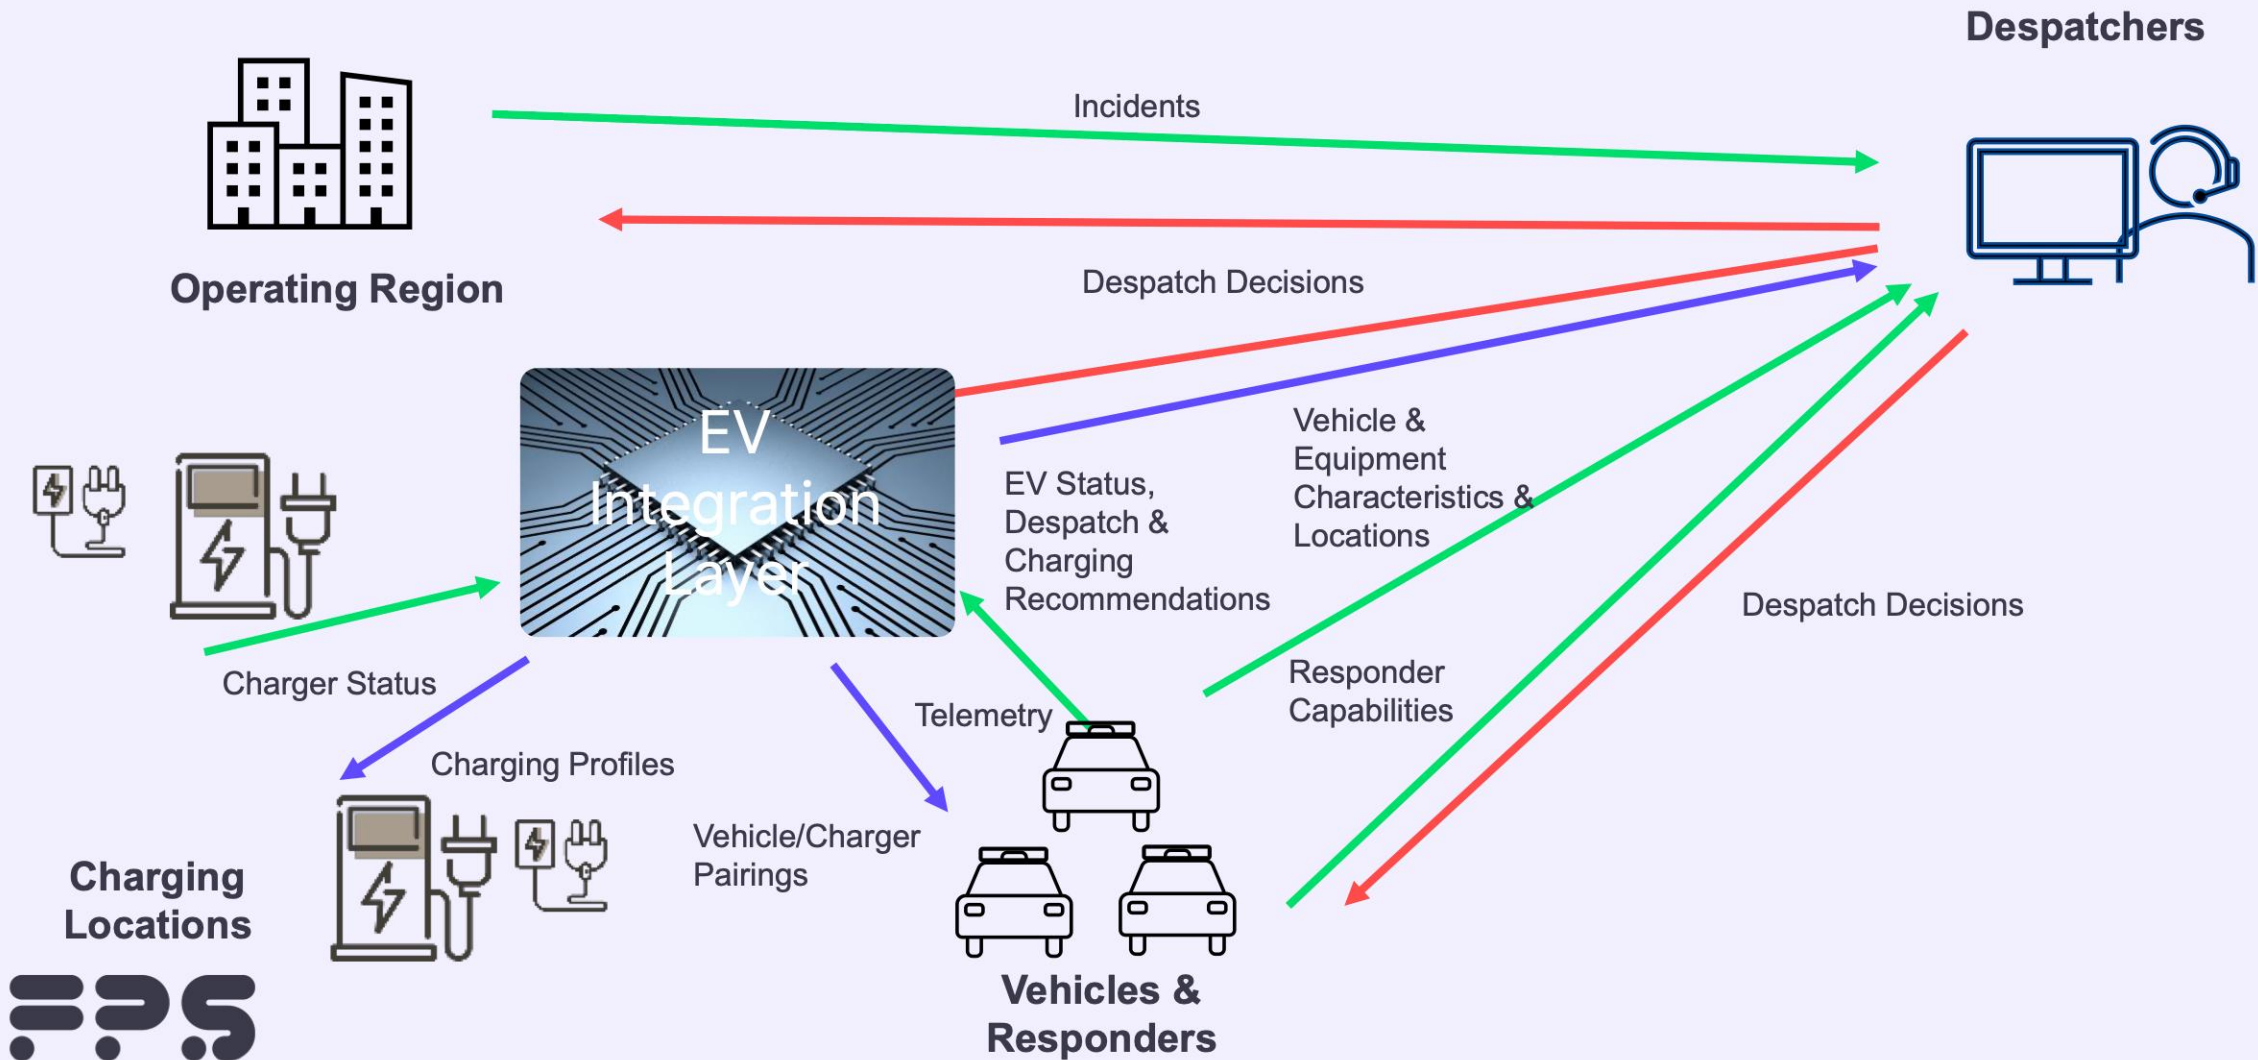 Despatchers
Incidents
Operating Region
Despatch Decisions
EV
Integration
Layer
Vehicle &
Equipment
Characteristics &
Locations
EV Status,
Despatch &
Charging
Recommendations
Despatch Decisions
Charger Status
Responder
Capabilities
Telemetry
Charging Profiles
Vehicle/Charger
Pairings
Charging
Locations
Vehicles &
Responders
FPS